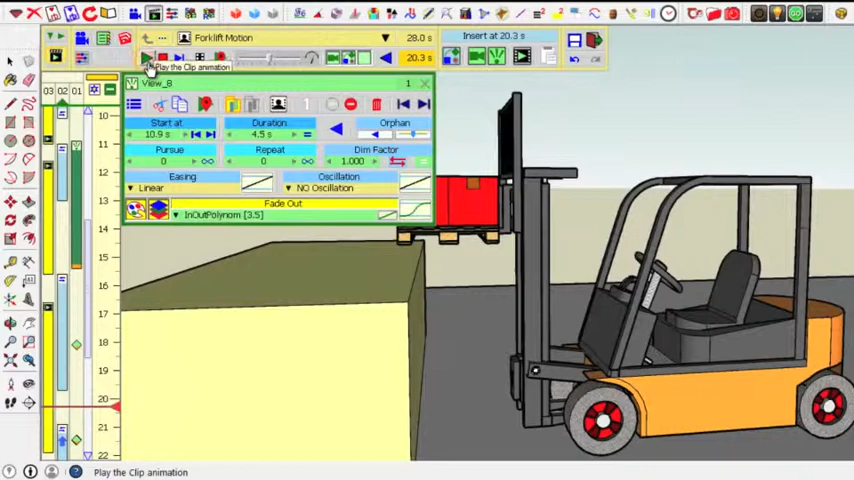 Forklift Motion
28.0 s
Insert at 20.3 s
20.3 s
Play the Clip animation
View_8
1
03 02 01
Start at
Duration
Orphan
10.9 s
4.5 s
=
Pursue
Repeat
Dim Factor
0
∞
0
∞
1.000
=
Easing
Oscillation
Linear
NO Oscillation
Fade Out
InOutPolynom [3.5]
10
11
12
13
14
15
16
17
18
19
20
21
22
Play the Clip animation